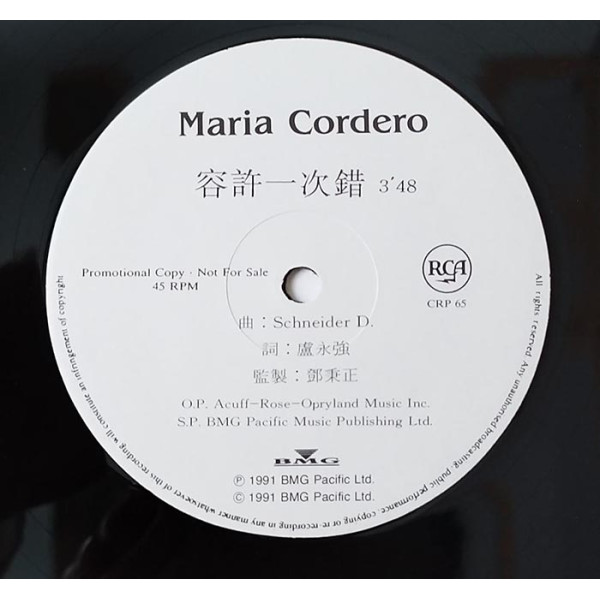 Maria Cordero
容許一次錯 3'48
Promotional Copy · Not For Sale
45 RPM
RCA
CRP 65
曲：Schneider D.
詞：盧永強
監製：鄧秉正
O.P. Acuff-Rose-Opryland Music Inc.
S.P. BMG Pacific Music Publishing Ltd.
BMG
Ⓟ 1991 BMG Pacific Ltd.
© 1991 BMG Pacific Ltd.
All rights reserved. Any unauthorised broadcasting, public performance, copying or re-recording in any manner whatsoever of this recording will constitute an infringement of copyright